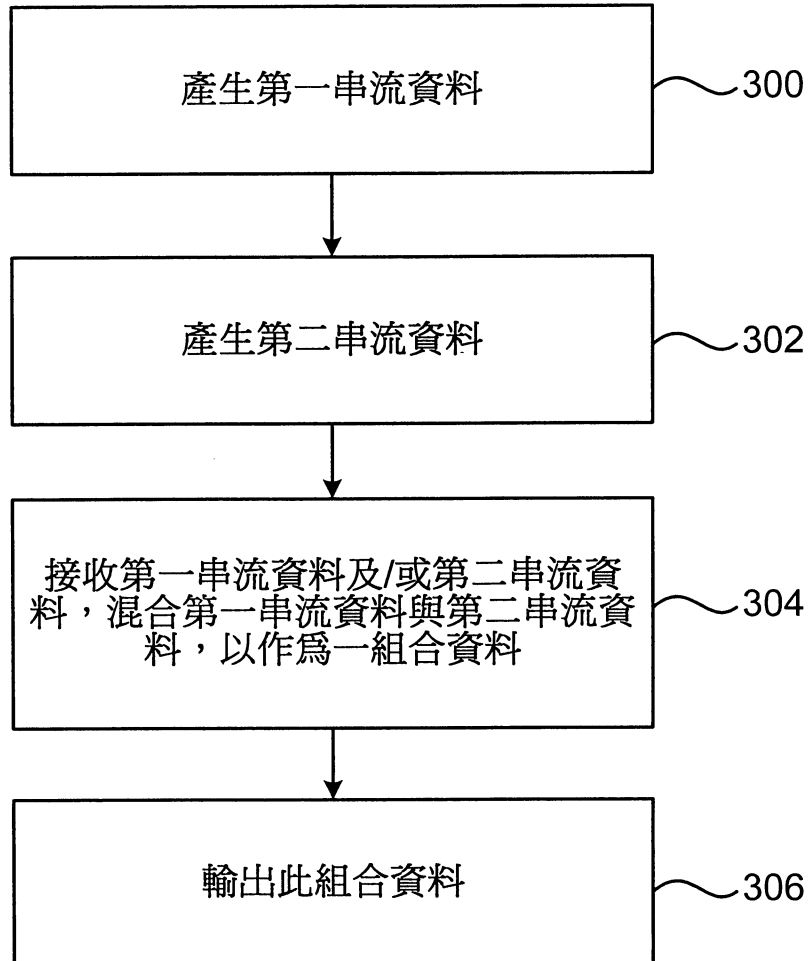 產生第一串流資料
300
產生第二串流資料
302
接收第一串流資料及/或第二串流資
料，混合第一串流資料與第二串流資
料，以作爲一組合資料
304
輸出此組合資料
306